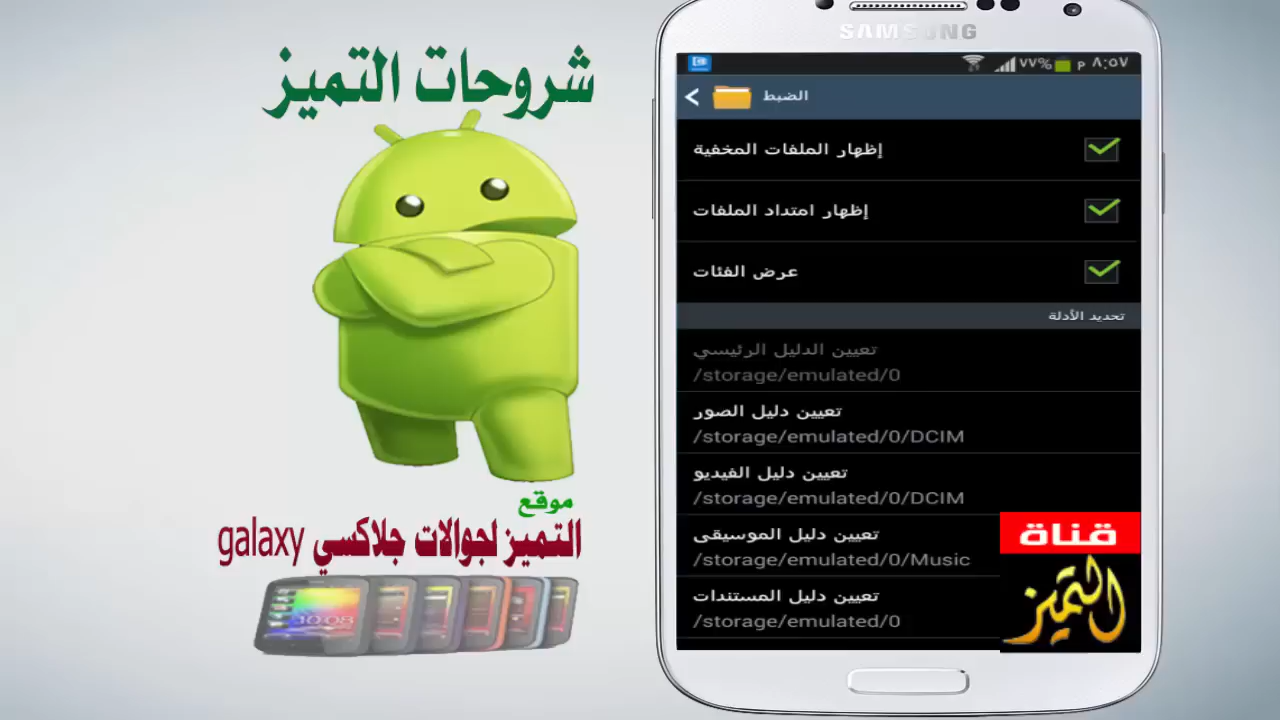 شروحات التميز
موقع
التميز لجوالات جلاكسي galaxy
SAMSUNG
٧٧% ٨:٥٧ م
الضبط
إظهار الملفات المخفية
إظهار امتداد الملفات
عرض الفئات
تحديد الأدلة
تعيين الدليل الرئيسي
/storage/emulated/0
تعيين دليل الصور
/storage/emulated/0/DCIM
تعيين دليل الفيديو
/storage/emulated/0/DCIM
تعيين دليل الموسيقى
/storage/emulated/0/Music
تعيين دليل المستندات
/storage/emulated/0
قناة
التميز
10:08